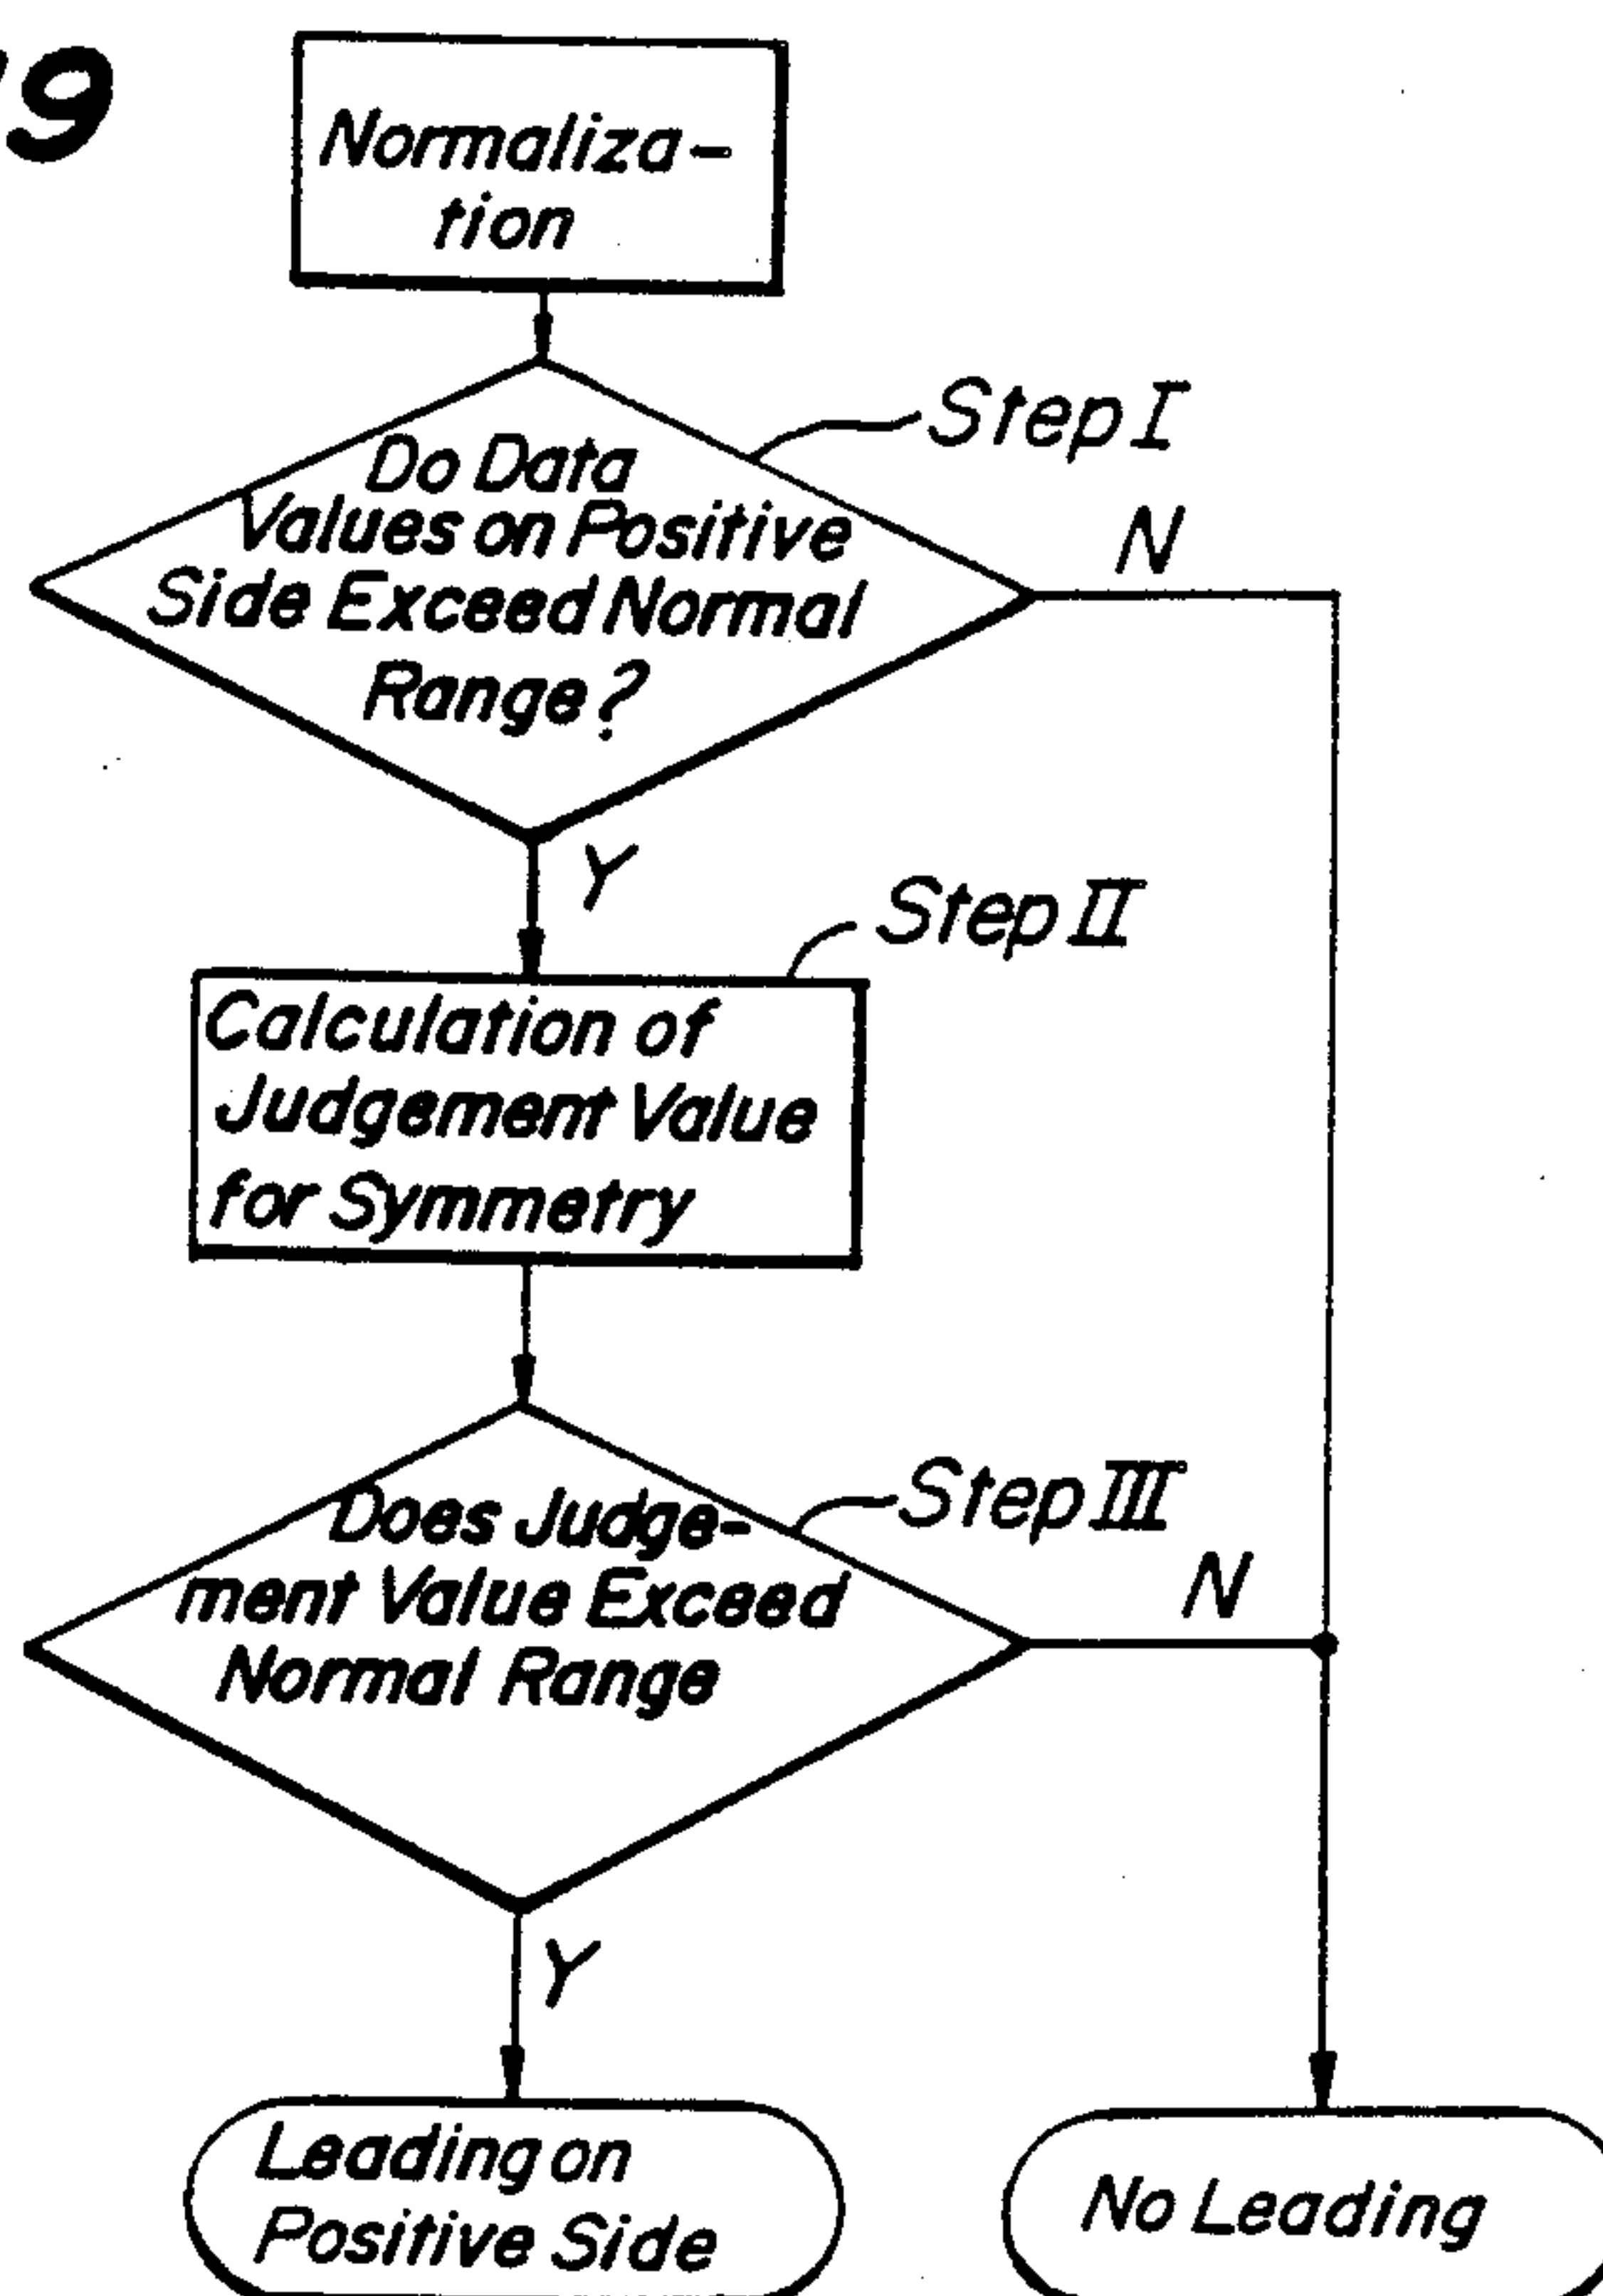 9
Normaliza-
tion
Step I
Do Data
Values on Positive
Side Exceed Normal
Range?
N
Y
Step II
Calculation of
Judgement Value
for Symmetry
Step III
Does Judge-
ment Value Exceed
Normal Range
N
Y
Leading on
Positive Side
No Leading